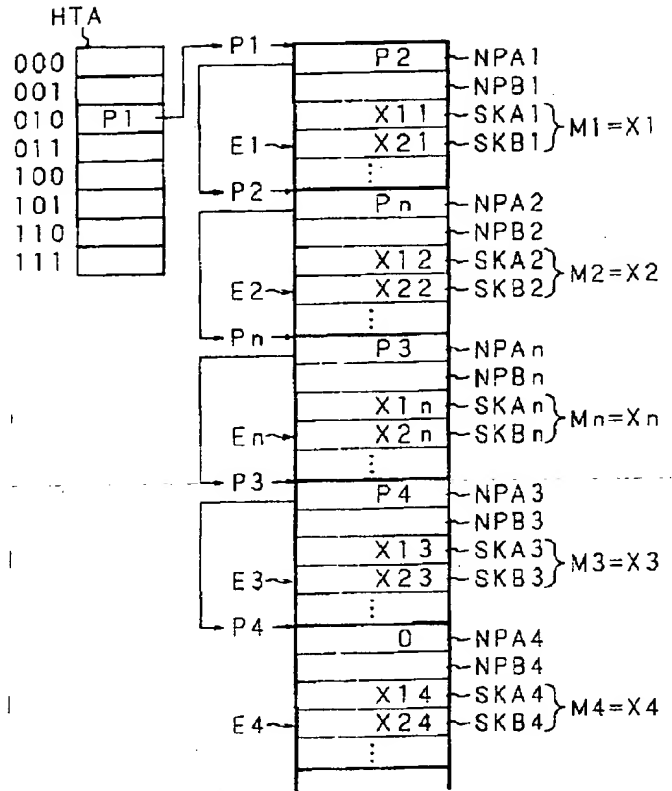 HTA
000
001
010 P1
011
100
101
110
111
P1 P2 NPA1
NPB1
X11 SKA1
E1 X21 SKB1
M1=X1
⋮
P2 Pn NPA2
NPB2
X12 SKA2
E2 X22 SKB2
M2=X2
⋮
Pn P3 NPAn
NPBn
X1n SKAn
En X2n SKBn
Mn=Xn
⋮
P3 P4 NPA3
NPB3
X13 SKA3
E3 X23 SKB3
M3=X3
⋮
P4 0 NPA4
NPB4
X14 SKA4
E4 X24 SKB4
M4=X4
⋮